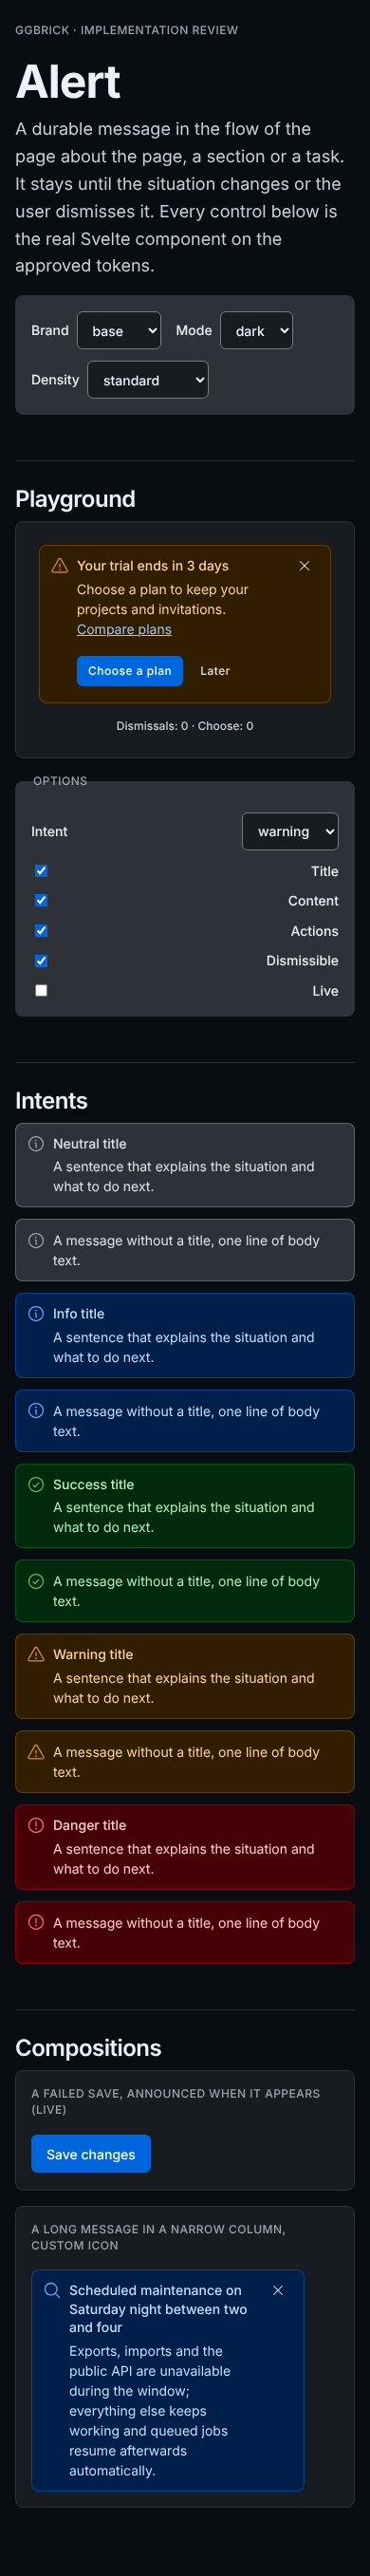 GGBRICK · IMPLEMENTATION REVIEW
Alert
A durable message in the flow of the
page about the page, a section or a task.
It stays until the situation changes or the
user dismisses it. Every control below is
the real Svelte component on the
approved tokens.
Brand base Mode dark
Density standard
Playground
Your trial ends in 3 days
Choose a plan to keep your
projects and invitations.
Compare plans
Choose a plan Later
Dismissals: 0 · Choose: 0
OPTIONS
Intent warning
Title
Content
Actions
Dismissible
Live
Intents
Neutral title
A sentence that explains the situation and
what to do next.
A message without a title, one line of body
text.
Info title
A sentence that explains the situation and
what to do next.
A message without a title, one line of body
text.
Success title
A sentence that explains the situation and
what to do next.
A message without a title, one line of body
text.
Warning title
A sentence that explains the situation and
what to do next.
A message without a title, one line of body
text.
Danger title
A sentence that explains the situation and
what to do next.
A message without a title, one line of body
text.
Compositions
A FAILED SAVE, ANNOUNCED WHEN IT APPEARS
(LIVE)
Save changes
A LONG MESSAGE IN A NARROW COLUMN,
CUSTOM ICON
Scheduled maintenance on
Saturday night between two
and four
Exports, imports and the
public API are unavailable
during the window;
everything else keeps
working and queued jobs
resume afterwards
automatically.